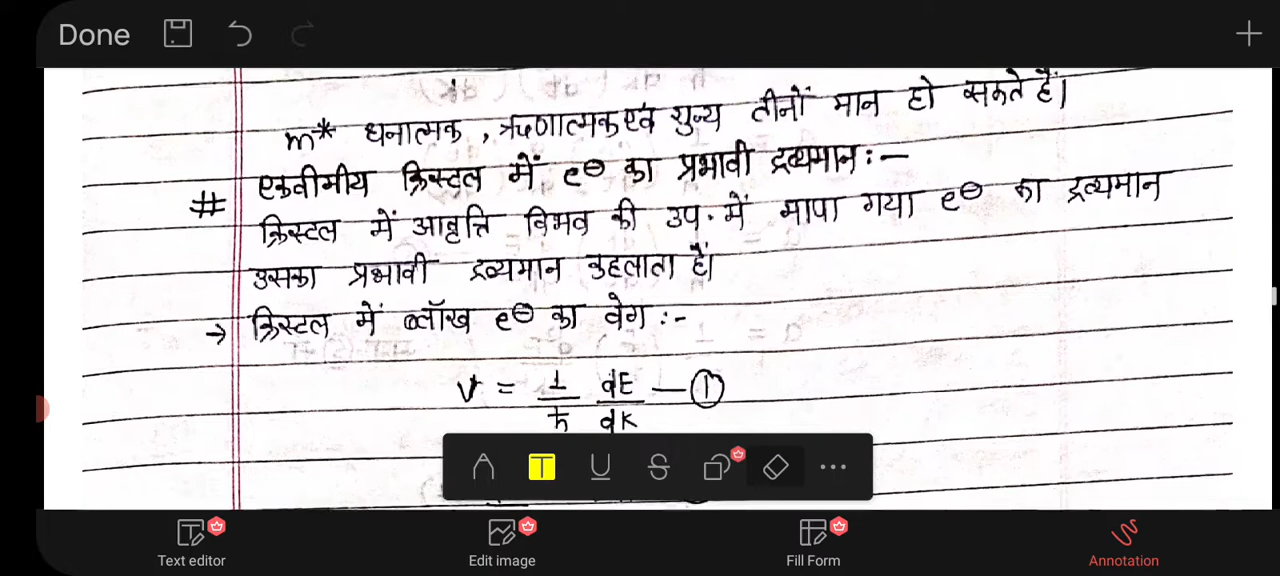 Done
m* धनात्मक, ऋणात्मक एवं शुन्य तीनों मान हो सकते हैं।
# एकवीमीय क्रिस्टल में e⊖ का प्रभावी द्रव्यमान :-
क्रिस्टल में आवृत्ति विभव की उप. में मापा गया e⊖ का द्रव्यमान
उसका प्रभावी द्रव्यमान कहलाता हैं।
→ क्रिस्टल में ब्लॉख e⊖ का वेग :-
V = 1/ħ dE/dK —①
Text editor
Edit image
Fill Form
Annotation